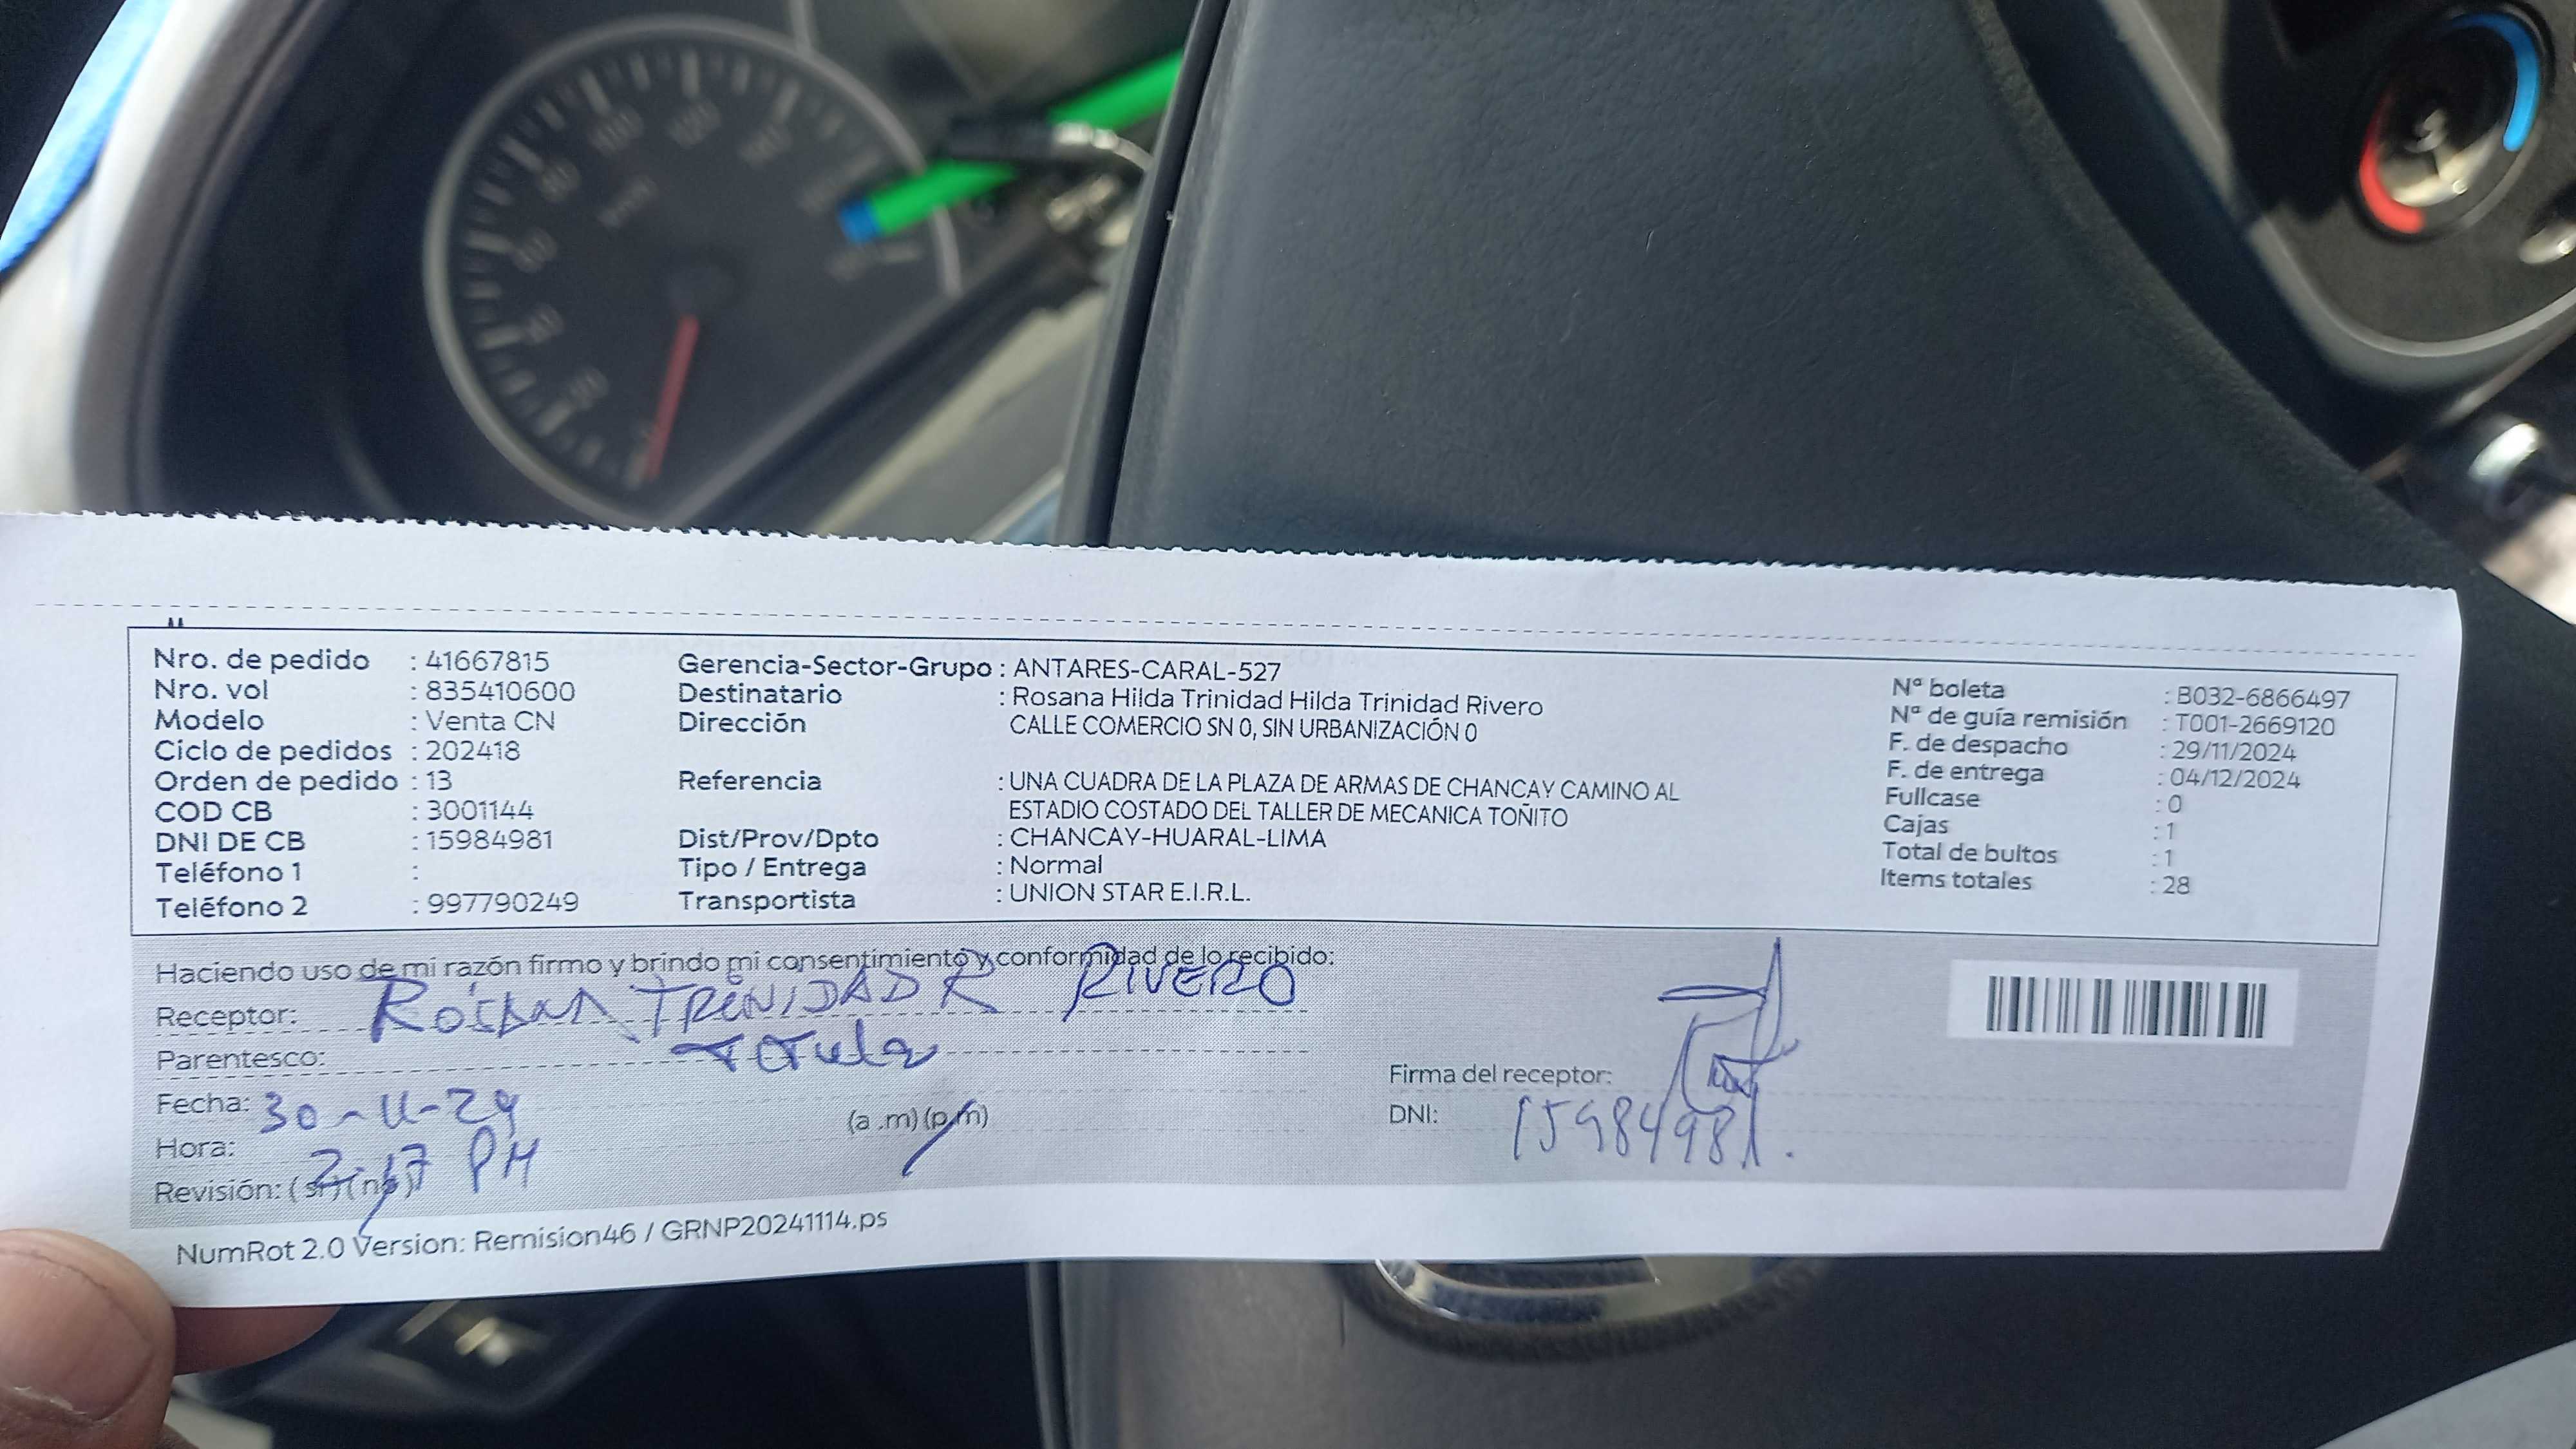 Nro. de pedido : 41667815
Nro. vol : 835410600
Modelo : Venta CN
Ciclo de pedidos : 202418
Orden de pedido : 13
COD CB : 3001144
DNI DE CB : 15984981
Teléfono 1 :
Teléfono 2 : 997790249
Gerencia-Sector-Grupo : ANTARES-CARAL-527
Destinatario : Rosana Hilda Trinidad Hilda Trinidad Rivero
Dirección CALLE COMERCIO SN 0, SIN URBANIZACIÓN 0
Referencia : UNA CUADRA DE LA PLAZA DE ARMAS DE CHANCAY CAMINO AL
ESTADIO COSTADO DEL TALLER DE MECANICA TOÑITO
Dist/Prov/Dpto : CHANCAY-HUARAL-LIMA
Tipo / Entrega : Normal
Transportista : UNION STAR E.I.R.L.
Nª boleta : B032-6866497
Nª de guía remisión : T001-2669120
F. de despacho : 29/11/2024
F. de entrega : 04/12/2024
Fullcase : 0
Cajas : 1
Total de bultos : 1
Items totales : 28
Haciendo uso de mi razón firmo y brindo mi consentimiento y conformidad de lo recibido:
Receptor: ROSANA TRINIDAD R RIVERO
Parentesco:
Fecha: 30-11-24
(a .m) (p.m)
Hora: PM
Revisión: (si) (no)
Firma del receptor:
DNI: 15984981.
NumRot 2.0 Version: Remision46 / GRNP20241114.ps